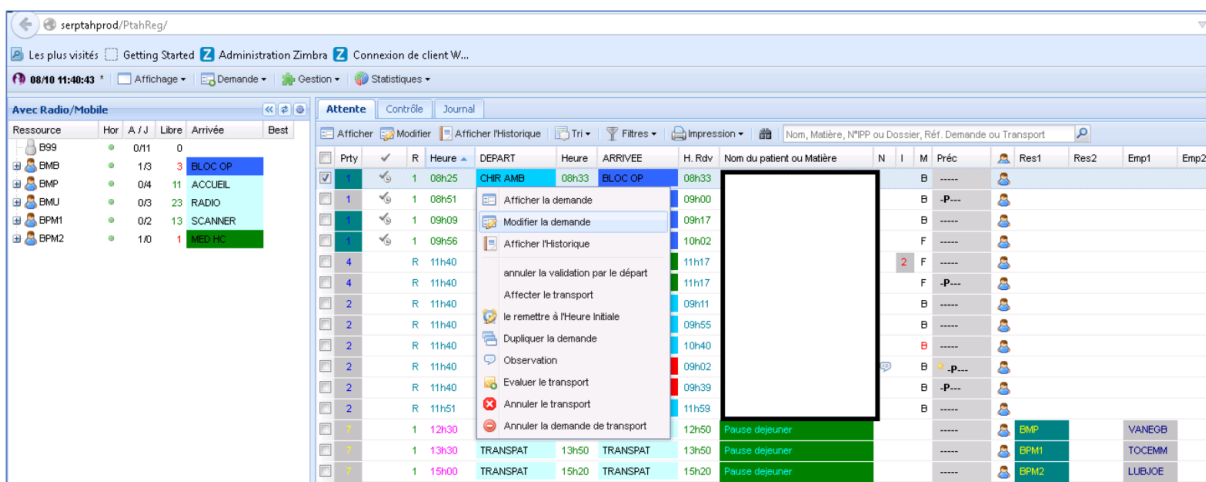 serptahprod/PtahReg/
Les plus visités Getting Started Z Administration Zimbra Z Connexion de client W...
08/10 11:40:43 * Affichage Demande Gestion Statistiques
Avec Radio/Mobile
Ressource Hor A / J Libre Arrivée Best
B99 0/11 0
BMB 1/3 3 BLOC OP
BMP 0/4 11 ACCUEIL
BMU 0/3 23 RADIO
BPM1 0/2 13 SCANNER
BPM2 1/0 1 MED HC
Attente Contrôle Journal
Afficher Modifier Afficher l'Historique Tri Filtres Impression Nom, Matière, N°IPP ou Dossier, Réf. Demande ou Transport
Prty R Heure DEPART Heure ARRIVEE H. Rdv Nom du patient ou Matière N I M Préc Res1 Res2 Emp1 Emp2
1 1 08h25 CHIR AMB 08h33 BLOC OP 08h33 B -----
1 1 08h51 09h00 B -P---
1 1 09h09 09h17 B -----
1 1 09h56 10h02 F -----
4 R 11h40 11h17 2 F -----
4 R 11h40 11h17 F -P---
2 R 11h40 09h11 B -----
2 R 11h40 09h55 B -----
2 R 11h40 10h40 B -----
2 R 11h40 09h02 B -P---
2 R 11h40 09h39 B -P---
2 R 11h51 11h59 B -----
7 1 12h30 12h50 Pause dejeuner ----- BMP VANEGB
7 1 13h30 TRANSPAT 13h50 TRANSPAT 13h50 Pause dejeuner ----- BPM1 TOCEMM
7 1 15h00 TRANSPAT 15h20 TRANSPAT 15h20 Pause dejeuner ----- BPM2 LUBJOE
Afficher la demande
Modifier la demande
Afficher l'Historique
annuler la validation par le départ
Affecter le transport
le remettre à l'Heure Initiale
Dupliquer la demande
Observation
Evaluer le transport
Annuler le transport
Annuler la demande de transport